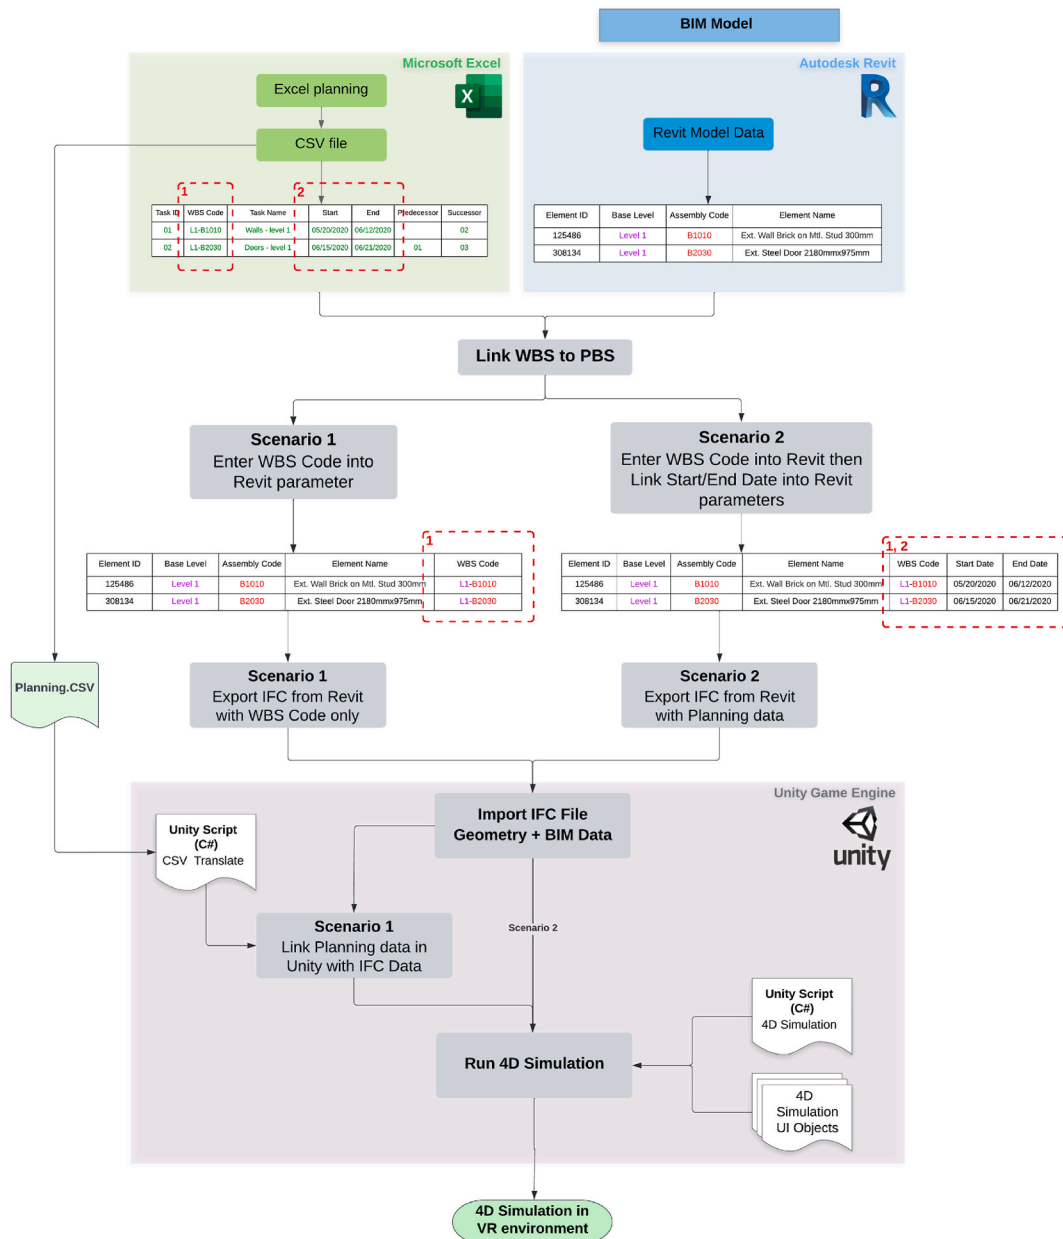 BIM Model
Microsoft Excel
Autodesk Revit
Excel planning
X
R
Revit Model Data
CSV file
1
2
Task ID WBS Code Task Name Start End Predecessor Successor
01 L1-B1010 Walls - level 1 05/20/2020 06/12/2020 02
02 L1-B2030 Doors - level 1 06/15/2020 06/21/2020 01 03
Element ID Base Level Assembly Code Element Name
125486 Level 1 B1010 Ext. Wall Brick on Mtl. Stud 300mm
308134 Level 1 B2030 Ext. Steel Door 2180mmx975mm
Link WBS to PBS
Scenario 1
Enter WBS Code into
Revit parameter
Scenario 2
Enter WBS Code into Revit then
Link Start/End Date into Revit
parameters
1
Element ID Base Level Assembly Code Element Name WBS Code
125486 Level 1 B1010 Ext. Wall Brick on Mtl. Stud 300mm L1-B1010
308134 Level 1 B2030 Ext. Steel Door 2180mmx975mm L1-B2030
1, 2
Element ID Base Level Assembly Code Element Name WBS Code Start Date End Date
125486 Level 1 B1010 Ext. Wall Brick on Mtl. Stud 300mm L1-B1010 05/20/2020 06/12/2020
308134 Level 1 B2030 Ext. Steel Door 2180mmx975mm L1-B2030 06/15/2020 06/21/2020
Planning.CSV
Scenario 1
Export IFC from Revit
with WBS Code only
Scenario 2
Export IFC from Revit
with Planning data
Unity Game Engine
unity
Import IFC File
Geometry + BIM Data
Unity Script
(C#)
CSV Translate
Scenario 1
Link Planning data in
Unity with IFC Data
Scenario 2
Unity Script
(C#)
4D Simulation
Run 4D Simulation
4D
Simulation
UI Objects
4D Simulation in
VR environment